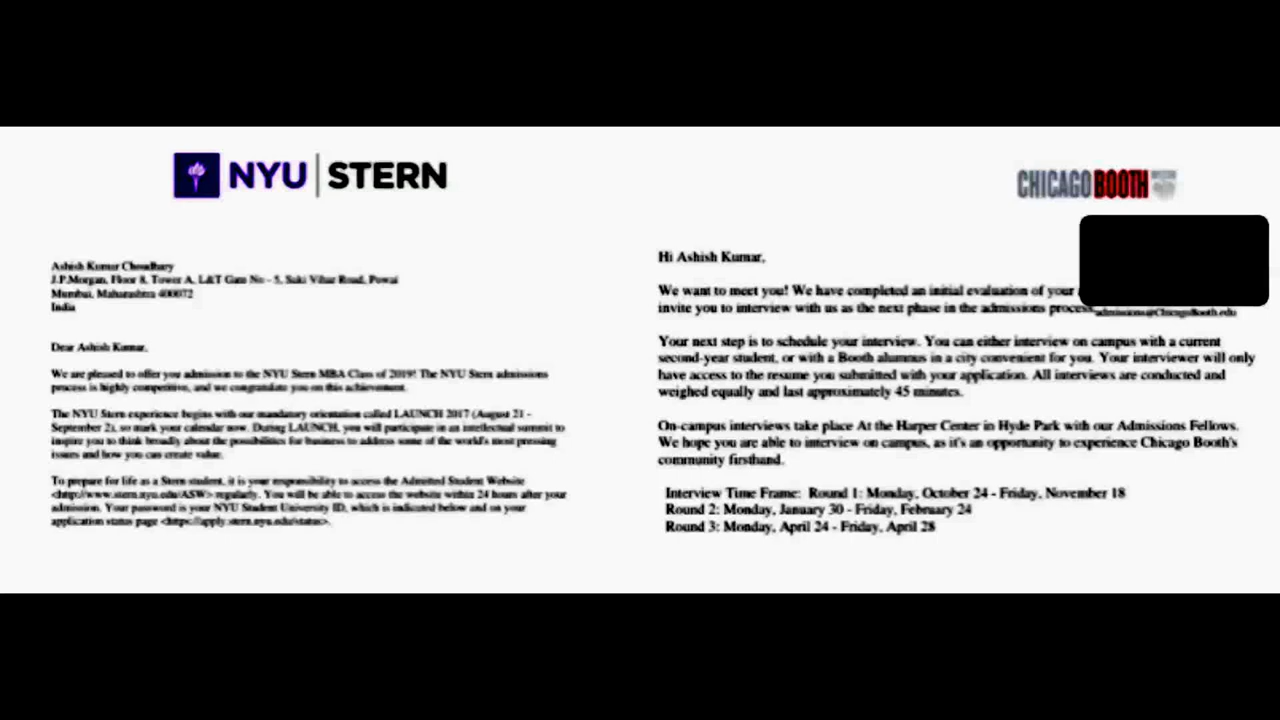 NYU | STERN
Ashish Kumar Choudhary
J.P.Morgan, Floor 8, Tower A, L&T Gate No - 5, Saki Vihar Road, Powai
Mumbai, Maharashtra 400072
India
Dear Ashish Kumar,
We are pleased to offer you admission to the NYU Stern MBA Class of 2019! The NYU Stern admissions
process is highly competitive, and we congratulate you on this achievement.
The NYU Stern experience begins with our mandatory orientation called LAUNCH 2017 (August 21 -
September 2), so mark your calendar now. During LAUNCH, you will participate in an intellectual summit to
inspire you to think broadly about the possibilities for business to address some of the world's most pressing
issues and how you can create value.
To prepare for life as a Stern student, it is your responsibility to access the Admitted Student Website
<http://www.stern.nyu.edu/ASW> regularly. You will be able to access the website within 24 hours after your
admission. Your password is your NYU Student University ID, which is indicated below and on your
application status page <https://apply.stern.nyu.edu/status>.
CHICAGO BOOTH
Hi Ashish Kumar,
We want to meet you! We have completed an initial evaluation of your
invite you to interview with us as the next phase in the admissions process.
admissions@ChicagoBooth.edu
Your next step is to schedule your interview. You can either interview on campus with a current
second-year student, or with a Booth alumnus in a city convenient for you. Your interviewer will only
have access to the resume you submitted with your application. All interviews are conducted and
weighed equally and last approximately 45 minutes.
On-campus interviews take place At the Harper Center in Hyde Park with our Admissions Fellows.
We hope you are able to interview on campus, as it's an opportunity to experience Chicago Booth's
community firsthand.
Interview Time Frame: Round 1: Monday, October 24 - Friday, November 18
Round 2: Monday, January 30 - Friday, February 24
Round 3: Monday, April 24 - Friday, April 28